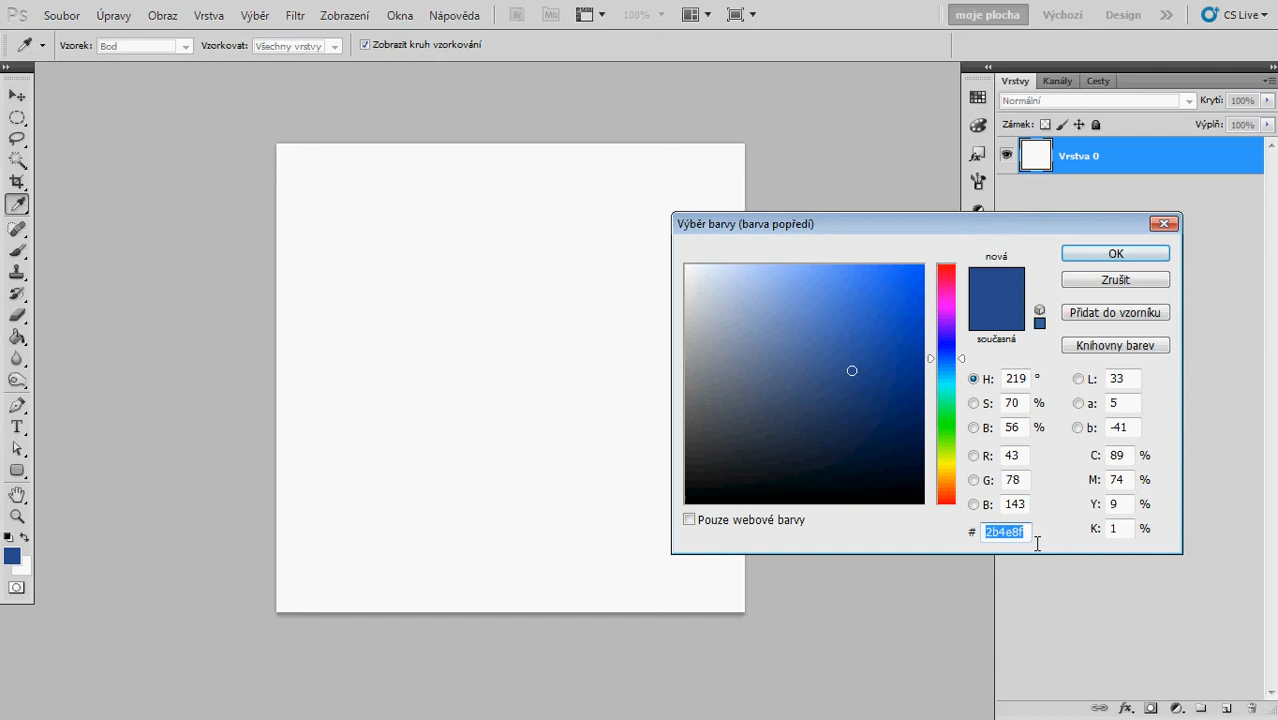 Ps Soubor Úpravy Obraz Vrstva Výběr Filtr Zobrazení Okna Nápověda Br Mb 100% moje plocha Výchozí Design CS Live
Vzorek: Bod Vzorkovat: Všechny vrstvy Zobrazit kruh vzorkování
Vrstvy Kanály Cesty
Normální Krytí: 100%
Zámek: Výplň: 100%
Vrstva 0
Výběr barvy (barva popředí)
nová
OK
Zrušit
Přidat do vzorníku
současná
Knihovny barev
H: 219 ° L: 33
S: 70 % a: 5
B: 56 % b: -41
R: 43 C: 89 %
G: 78 M: 74 %
B: 143 Y: 9 %
Pouze webové barvy
# 2b4e8f K: 1 %
fx